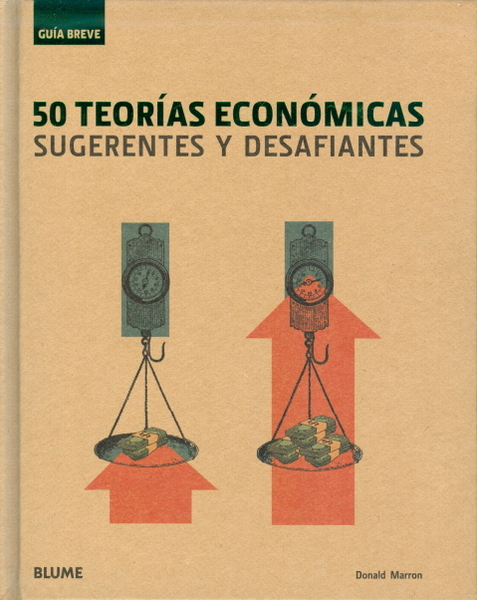 GUÍA BREVE
50 TEORÍAS ECONÓMICAS
SUGERENTES Y DESAFIANTES
BLUME
Donald Marron